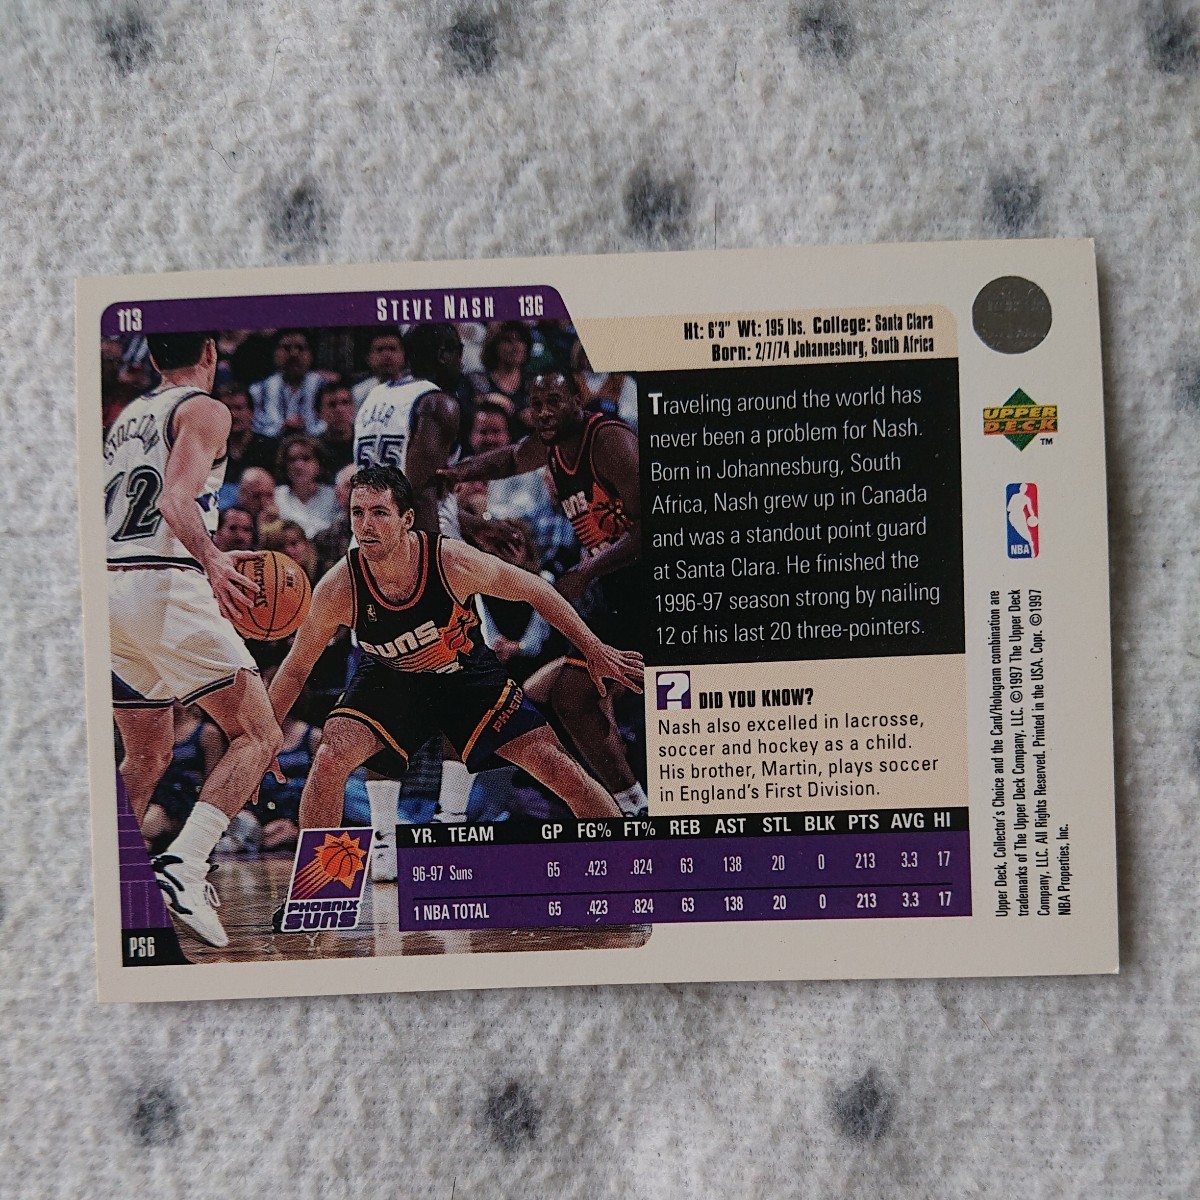 113
STEVE NASH 13G
Ht: 6'3" Wt: 195 lbs. College: Santa Clara
Born: 2/7/74 Johannesburg, South Africa
Traveling around the world has
never been a problem for Nash.
Born in Johannesburg, South
Africa, Nash grew up in Canada
and was a standout point guard
at Santa Clara. He finished the
1996-97 season strong by nailing
12 of his last 20 three-pointers.
? DID YOU KNOW?
Nash also excelled in lacrosse,
soccer and hockey as a child.
His brother, Martin, plays soccer
in England's First Division.
YR. TEAM GP FG% FT% REB AST STL BLK PTS AVG HI
96-97 Suns 65 .423 .824 63 138 20 0 213 3.3 17
1 NBA TOTAL 65 .423 .824 63 138 20 0 213 3.3 17
PHOENIX
SUNS
PS6
STOCKTON
12
55
SPALDING
SUNS
PHOENIX
SUNS
UPPER
DECK
TM
NBA
Upper Deck, Collector's Choice and the Card/Hologram combination are
trademarks of The Upper Deck Company, LLC. ©1997 The Upper Deck
Company, LLC. All Rights Reserved. Printed in the USA. Copr. ©1997
NBA Properties, Inc.